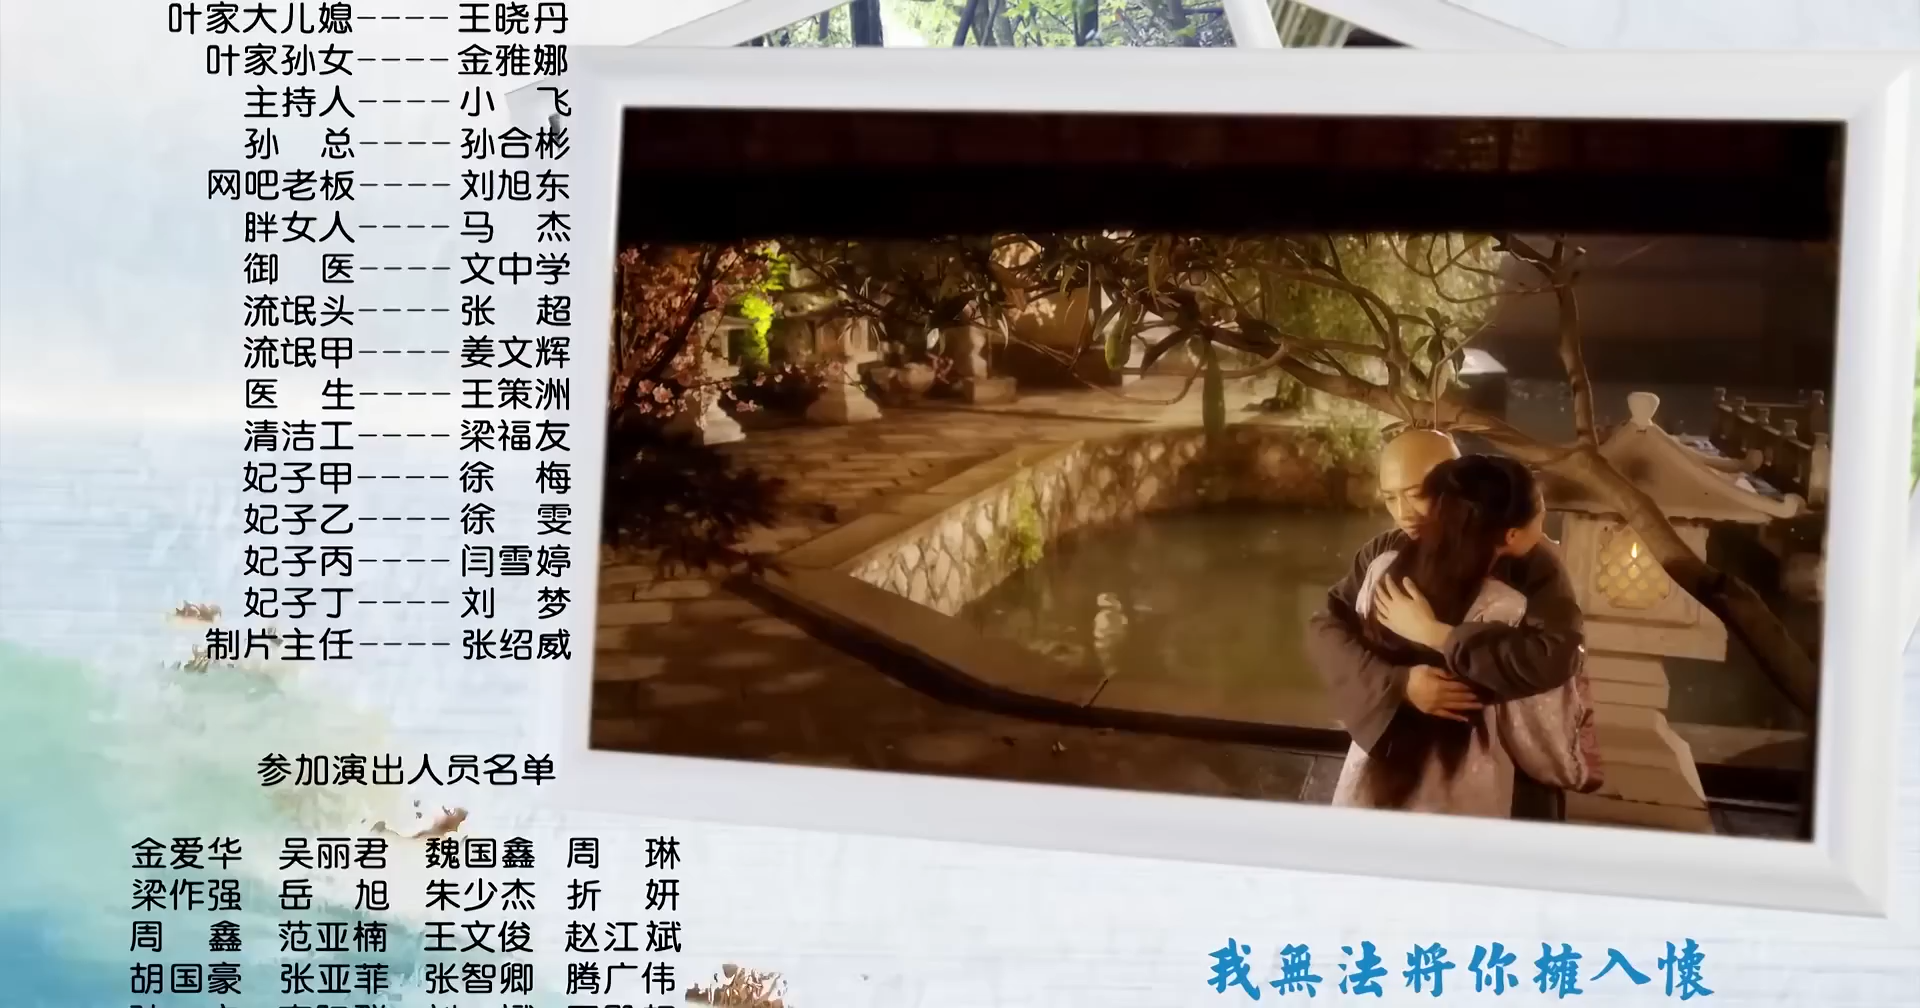 叶家大儿媳----王晓丹
叶家孙女----金雅娜
主持人----小　飞
孙　总----孙合彬
网吧老板----刘旭东
胖女人----马　杰
御　医----文中学
流氓头----张　超
流氓甲----姜文辉
医　生----王策洲
清洁工----梁福友
妃子甲----徐　梅
妃子乙----徐　雯
妃子丙----闫雪婷
妃子丁----刘　梦
制片主任----张绍威
参加演出人员名单
金爱华　吴丽君　魏国鑫　周　琳
梁作强　岳　旭　朱少杰　折　妍
周　鑫　范亚楠　王文俊　赵江斌
胡国豪　张亚菲　张智卿　腾广伟
我無法將你擁入懷